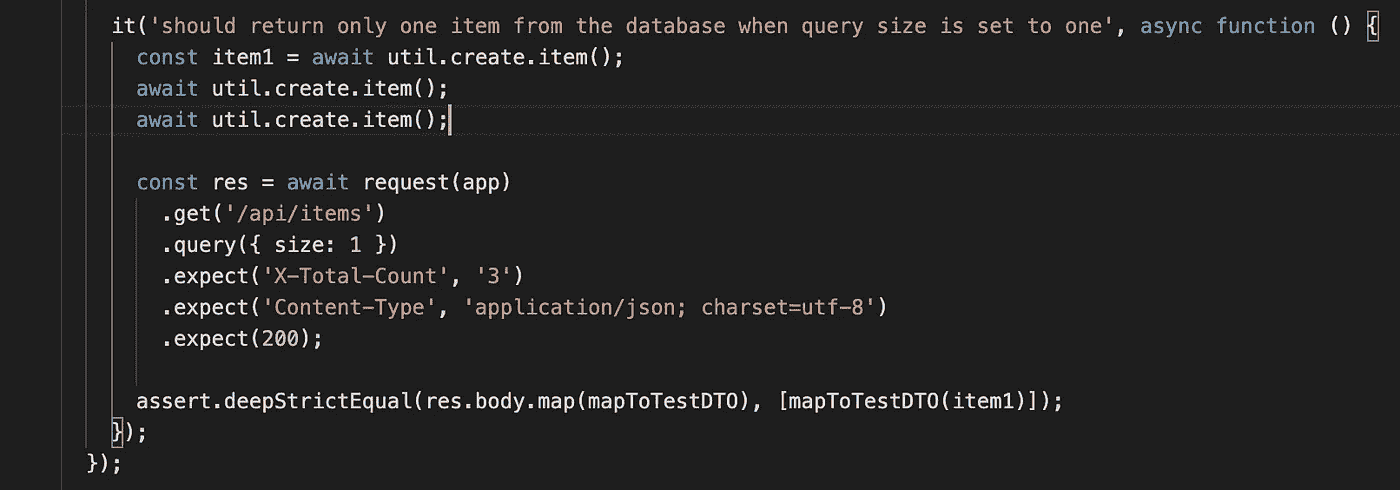 it('should return only one item from the database when query size is set to one', async function () {
const item1 = await util.create.item();
await util.create.item();
await util.create.item();
const res = await request(app)
.get('/api/items')
.query({ size: 1 })
.expect('X-Total-Count', '3')
.expect('Content-Type', 'application/json; charset=utf-8')
.expect(200);
assert.deepStrictEqual(res.body.map(mapToTestDTO), [mapToTestDTO(item1)]);
});
});